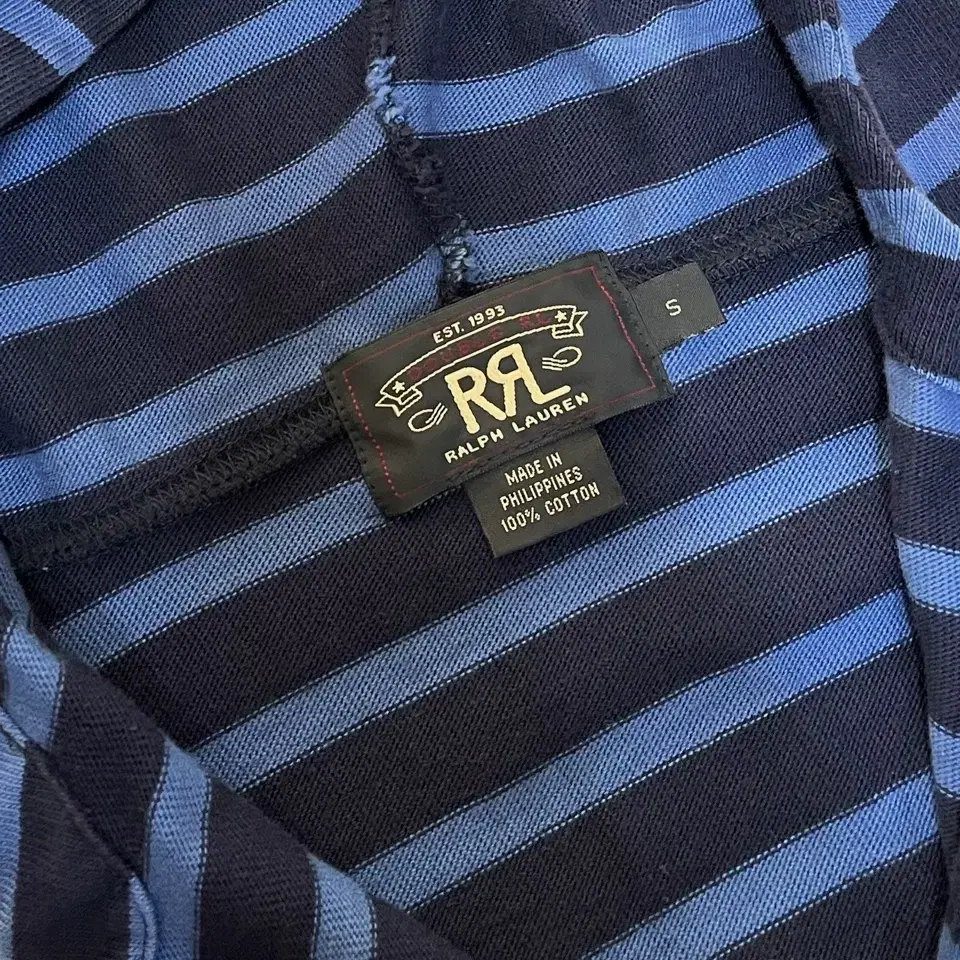 EST. 1993
DOUBLE RL
RRL
RALPH LAUREN
S
MADE IN
PHILIPPINES
100% COTTON